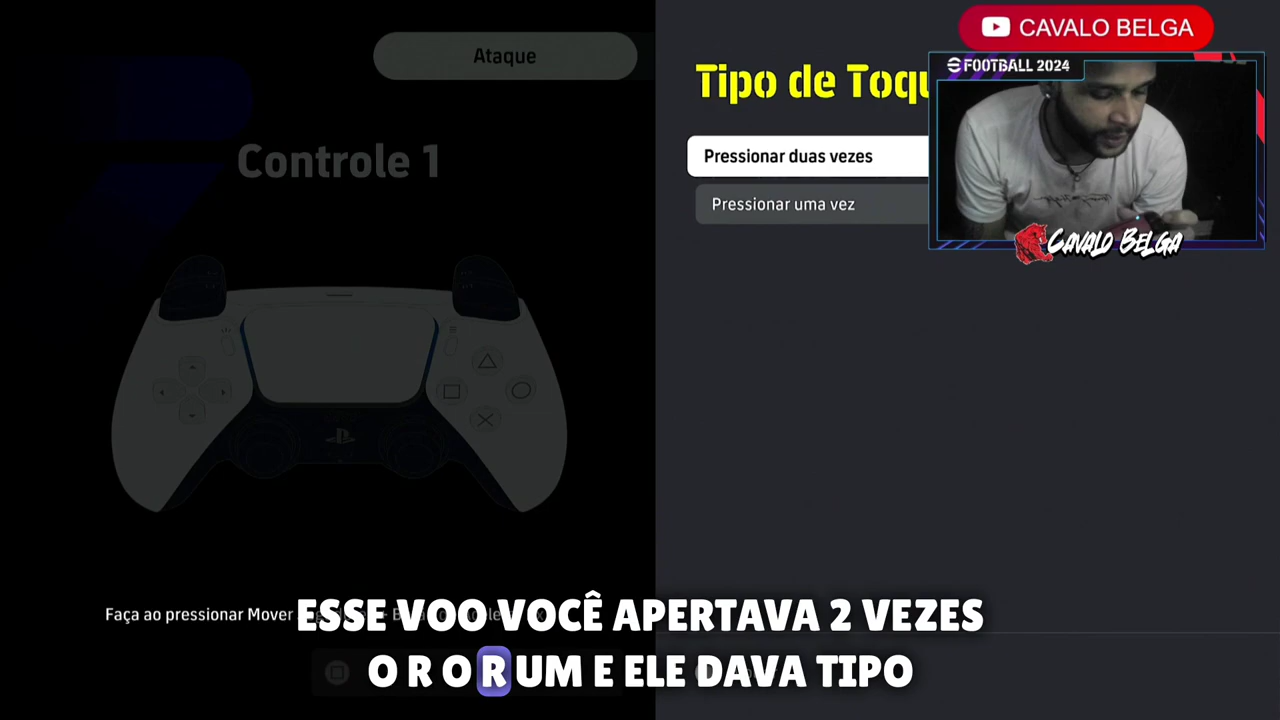 CAVALO BELGA
Ataque
FOOTBALL 2024
Tipo de Toqu
Controle 1
Pressionar duas vezes
Pressionar uma vez
CAVALO BELGA
Faça ao pressionar Mover
ESSE VOO VOCÊ APERTAVA 2 VEZES
O R O R UM E ELE DAVA TIPO